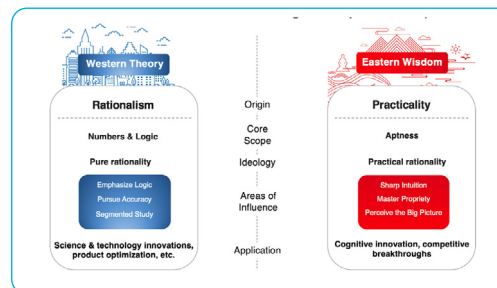 Western Theory
Rationalism
Numbers & Logic
Pure rationality
Emphasize Logic
Pursue Accuracy
Segmented Study
Science & technology innovations,
product optimization, etc.
Origin
Core
Scope
Ideology
Areas of
Influence
Application
Eastern Wisdom
Practicality
Aptness
Practical rationality
Sharp Intuition
Master Propriety
Perceive the Big Picture
Cognitive innovation, competitive
breakthroughs